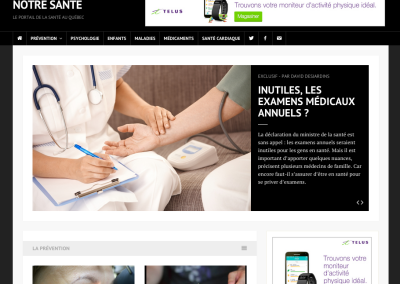 NOTRE SANTÉ
LE PORTAIL DE LA SANTÉ AU QUÉBEC
TELUS
Trouvons votre moniteur d'activité physique idéal.
Magasiner
PRÉVENTION
PSYCHOLOGIE
ENFANTS
MALADIES
MÉDICAMENTS
SANTÉ CARDIAQUE
EXCLUSIF - PAR DAVID DESJARDINS
INUTILES, LES
EXAMENS MÉDICAUX
ANNUELS ?
La déclaration du ministre de la santé est
sans appel : les examens annuels seraient
inutiles pour les gens en santé. Mais il est
important d'apporter quelques nuances,
précisent plusieurs médecins de famille. Car
encore faut-il s'assurer d'être en santé pour
se priver d'examens.
LA PRÉVENTION
TELUS
Trouvons votre
moniteur
d'activité
physique idéal.